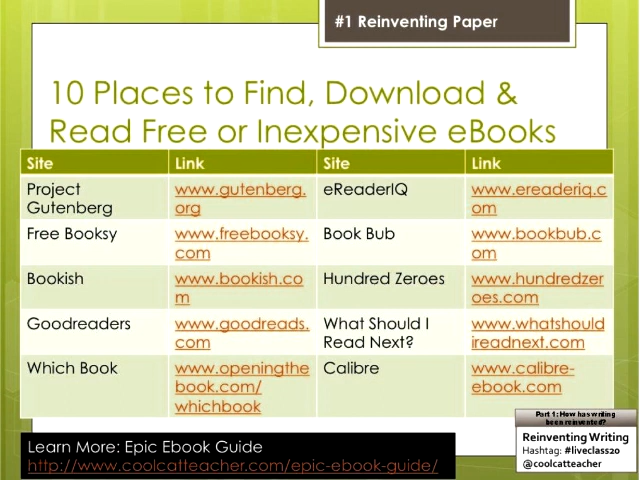 #1 Reinventing Paper
10 Places to Find, Download &
Read Free or Inexpensive eBooks
Site Link Site Link
Project www.gutenberg. eReaderIQ www.ereaderiq.c
Gutenberg org om
Free Booksy www.freebooksy. Book Bub www.bookbub.c
com om
Bookish www.bookish.co Hundred Zeroes www.hundredzer
m oes.com
Goodreaders www.goodreads. What Should I www.whatshould
com Read Next? ireadnext.com
Which Book www.openingthe Calibre www.calibre-
book.com/ ebook.com
whichbook
Part 1: How has writing
been reinvented?
Learn More: Epic Ebook Guide
http://www.coolcatteacher.com/epic-ebook-guide/
Reinventing Writing
Hashtag: #liveclass20
@coolcatteacher